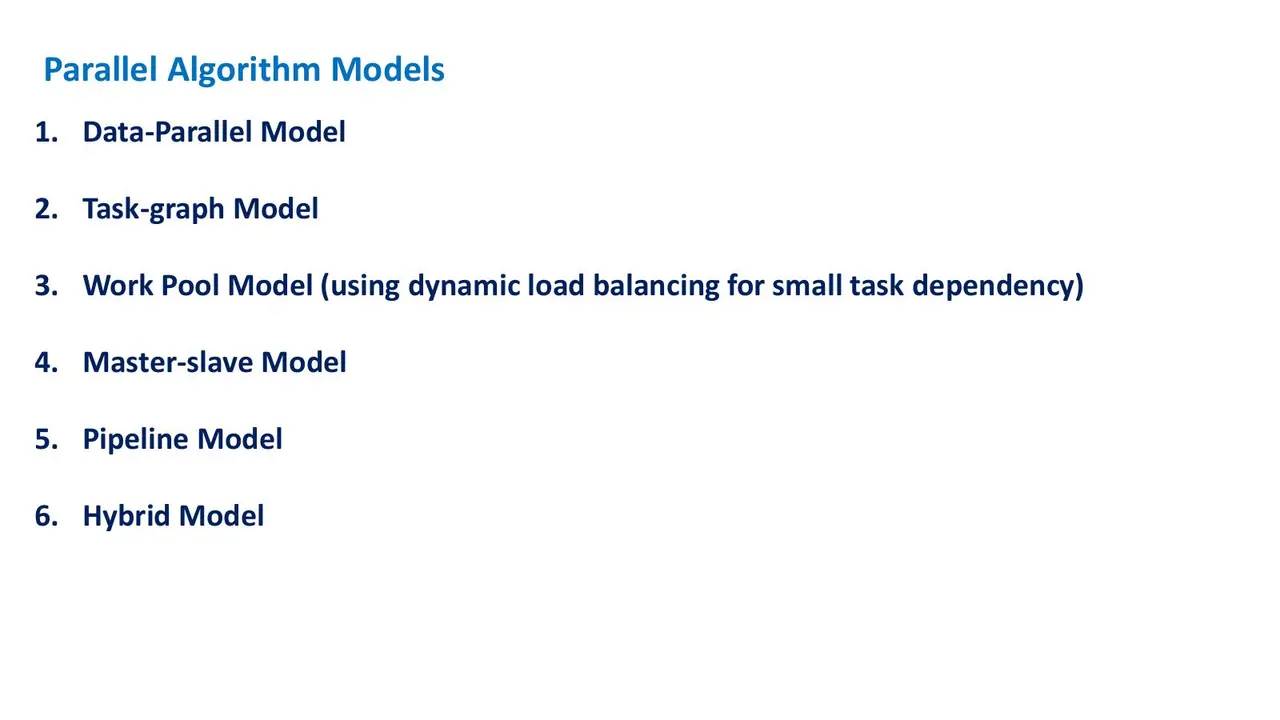 Parallel Algorithm Models
1. Data-Parallel Model
2. Task-graph Model
3. Work Pool Model (using dynamic load balancing for small task dependency)
4. Master-slave Model
5. Pipeline Model
6. Hybrid Model